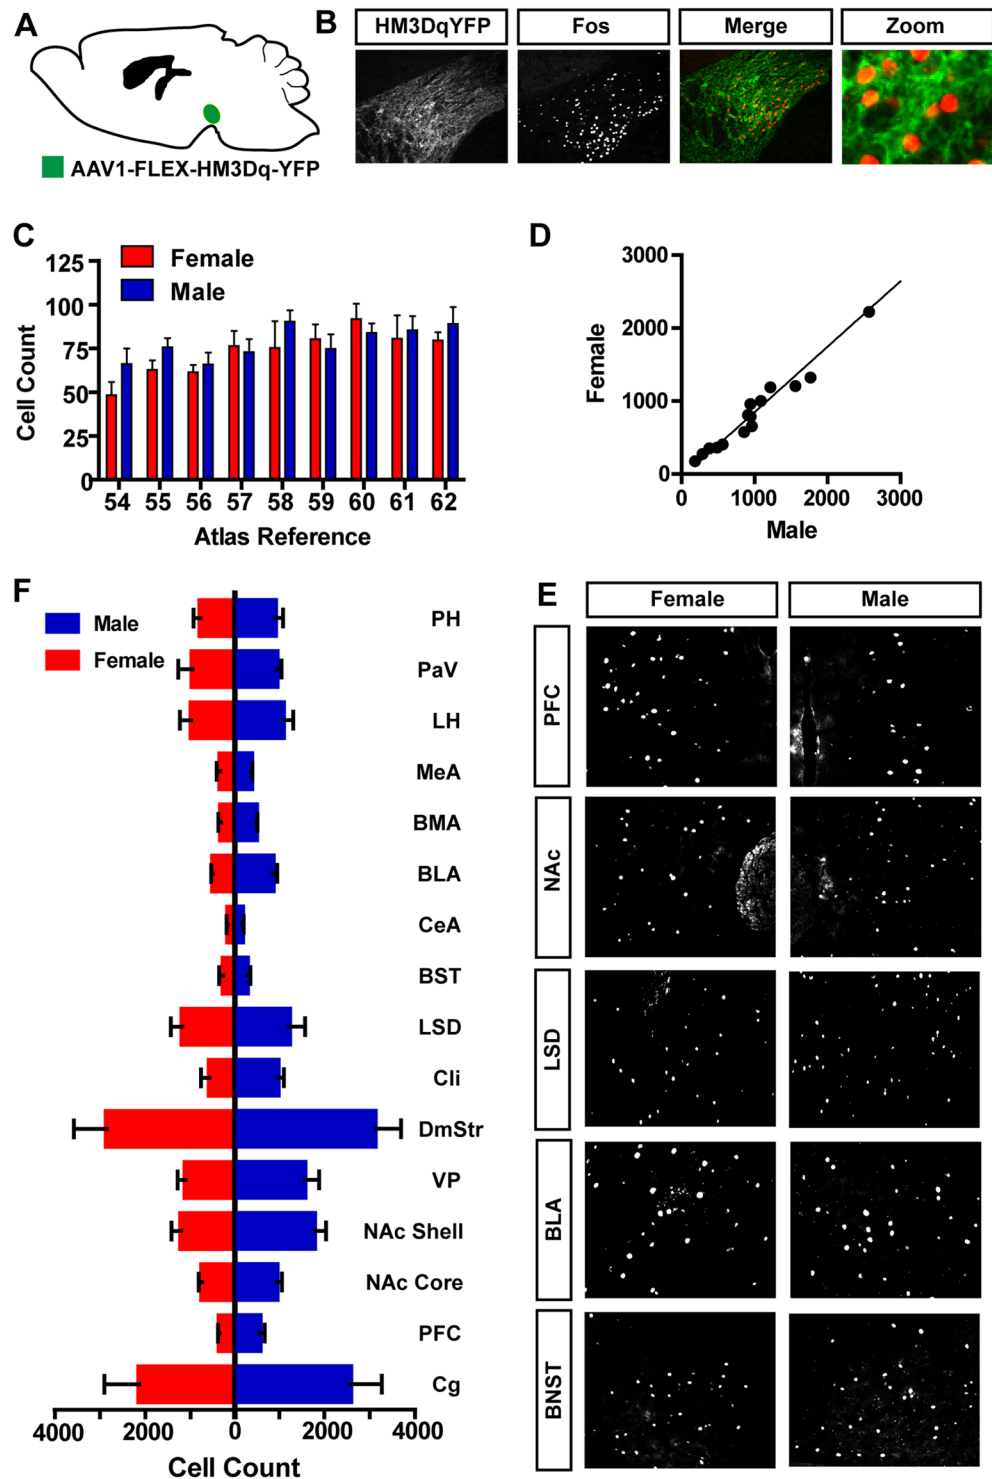 A
AAV1-FLEX-HM3Dq-YFP
B
HM3DqYFP
Fos
Merge
Zoom
C
Female
Male
Cell Count
125
100
75
50
25
0
54 55 56 57 58 59 60 61 62
Atlas Reference
D
Female
3000
2000
1000
0
0 1000 2000 3000
Male
F
Male
Female
PH
PaV
LH
MeA
BMA
BLA
CeA
BST
LSD
Cli
DmStr
VP
NAc Shell
NAc Core
PFC
Cg
4000 2000 0 2000 4000
Cell Count
E
Female
Male
PFC
NAc
LSD
BLA
BNST